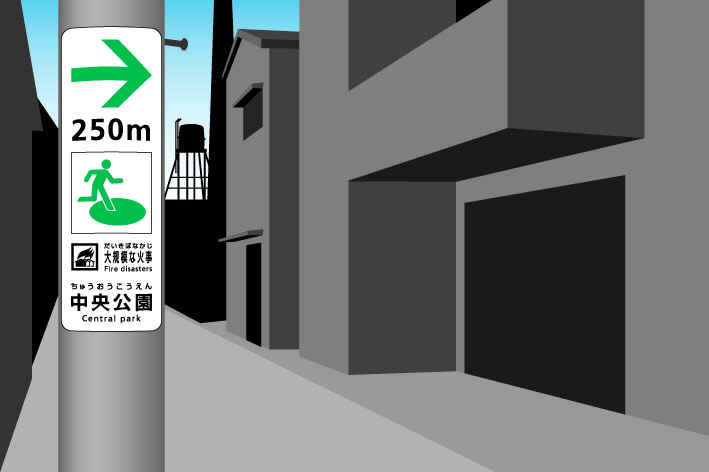 250m
だいきぼなかじ
大規模な火事
Fire disasters
ちゅうおうこうえん
中央公園
Central park